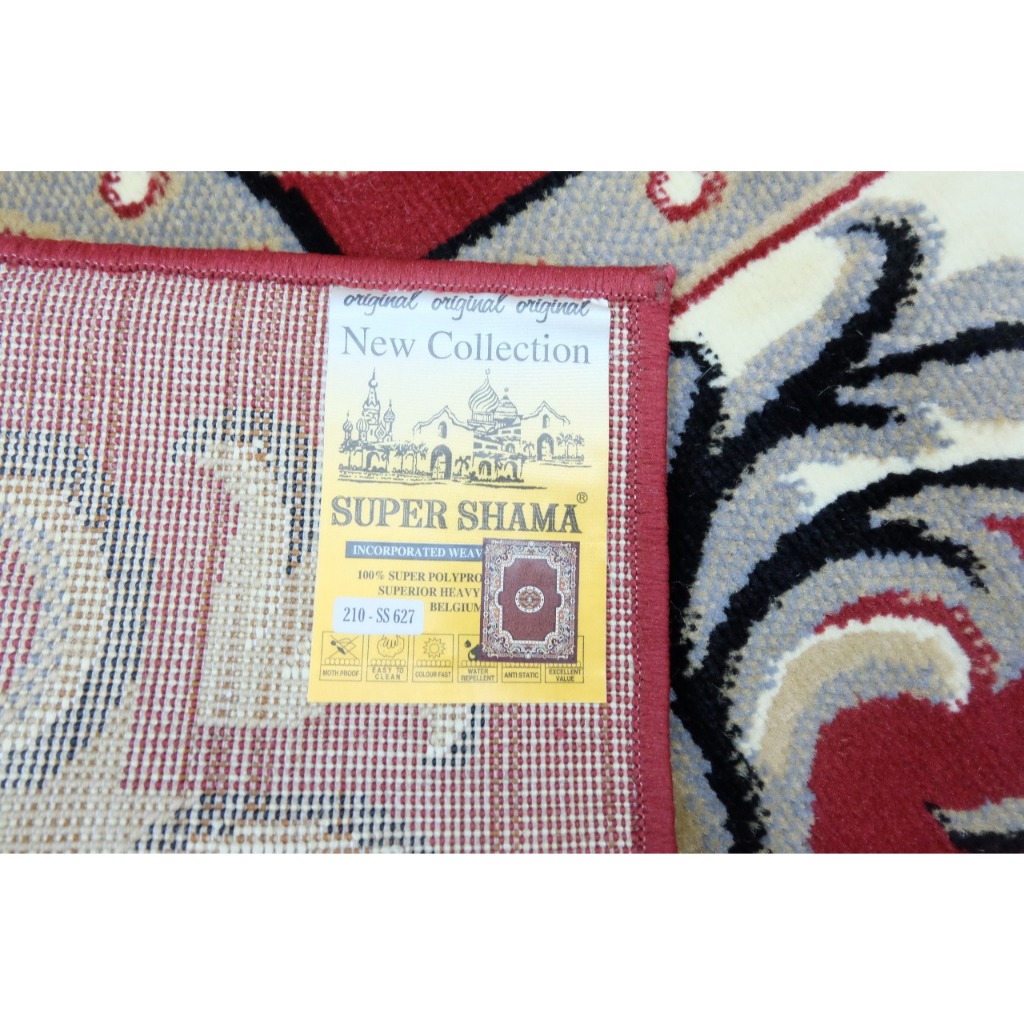 original original original
New Collection
SUPER SHAMA ®
INCORPORATED WEAV
100% SUPER POLYPRO
SUPERIOR HEAVY
BELGIUM
210 - SS 627
MOTH PROOF EASY TO CLEAN COLOUR FAST WATER REPELLENT ANTI STATIC EXCELLENT VALUE